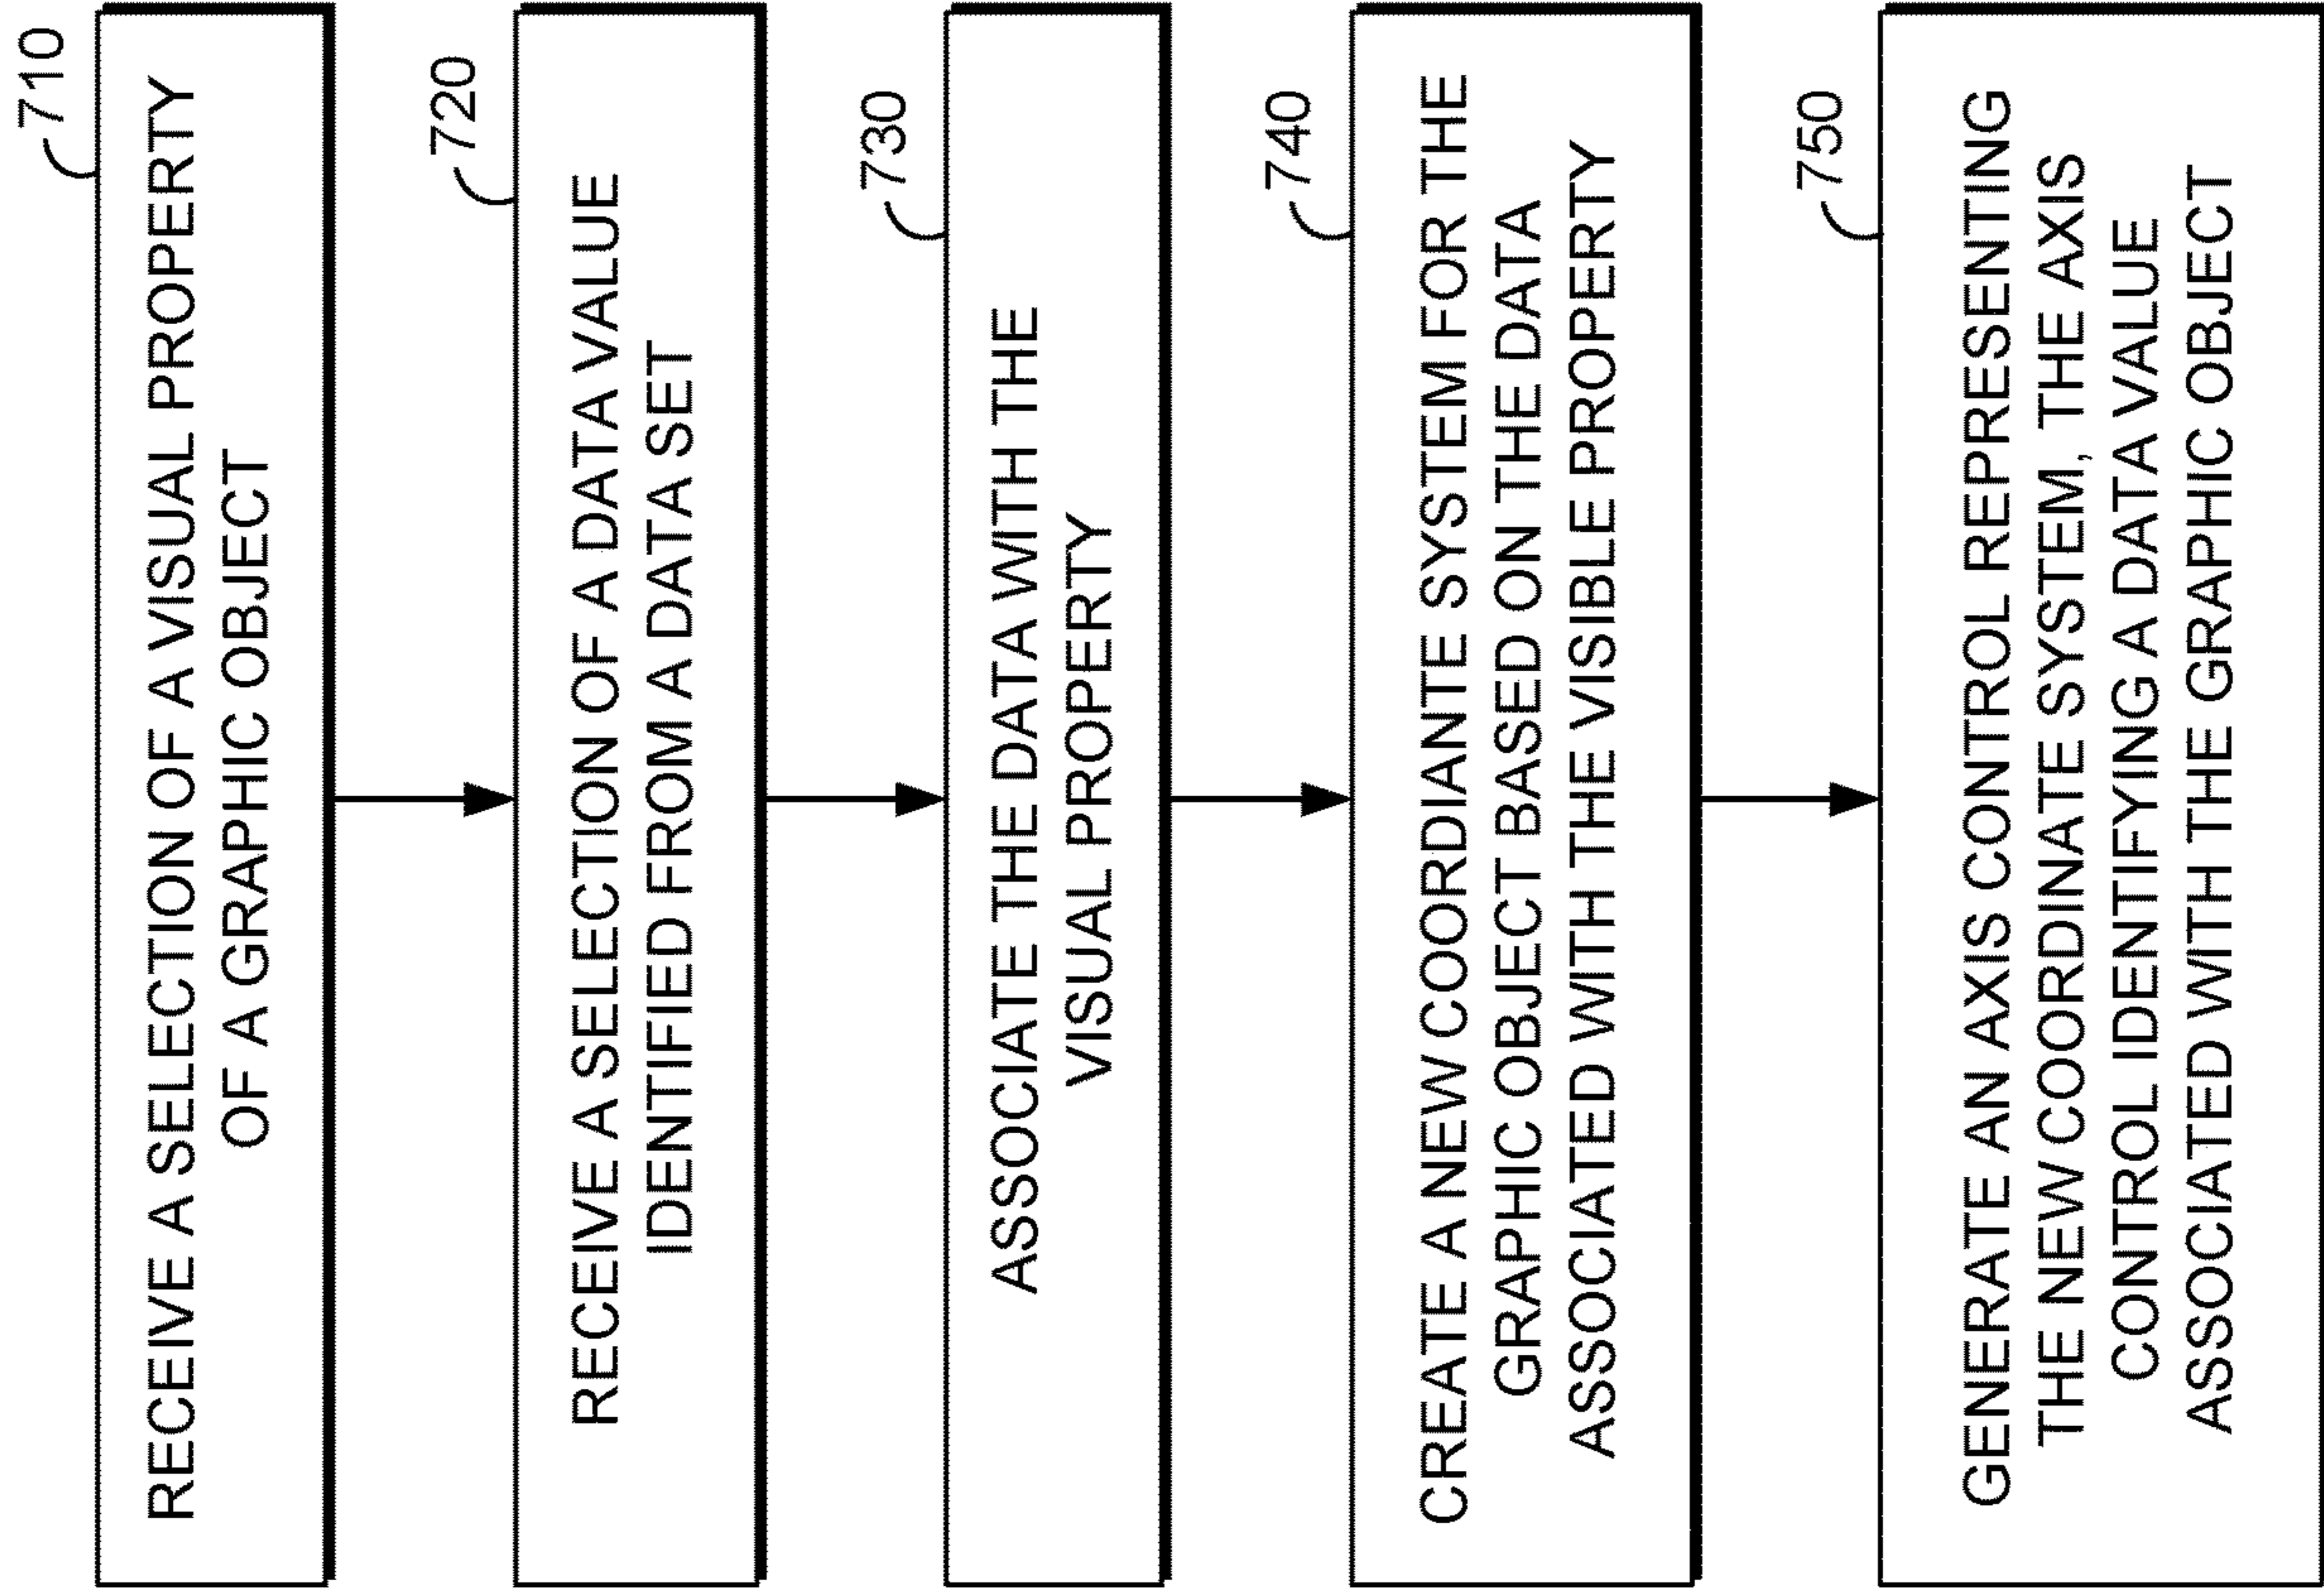 710
RECEIVE A SELECTION OF A VISUAL PROPERTY
OF A GRAPHIC OBJECT
720
RECEIVE A SELECTION OF A DATA VALUE
IDENTIFIED FROM A DATA SET
730
ASSOCIATE THE DATA WITH THE
VISUAL PROPERTY
740
CREATE A NEW COORDIANTE SYSTEM FOR THE
GRAPHIC OBJECT BASED ON THE DATA
ASSOCIATED WITH THE VISIBLE PROPERTY
750
GENERATE AN AXIS CONTROL REPRESENTING
THE NEW COORDINATE SYSTEM, THE AXIS
CONTROL IDENTIFYING A DATA VALUE
ASSOCIATED WITH THE GRAPHIC OBJECT